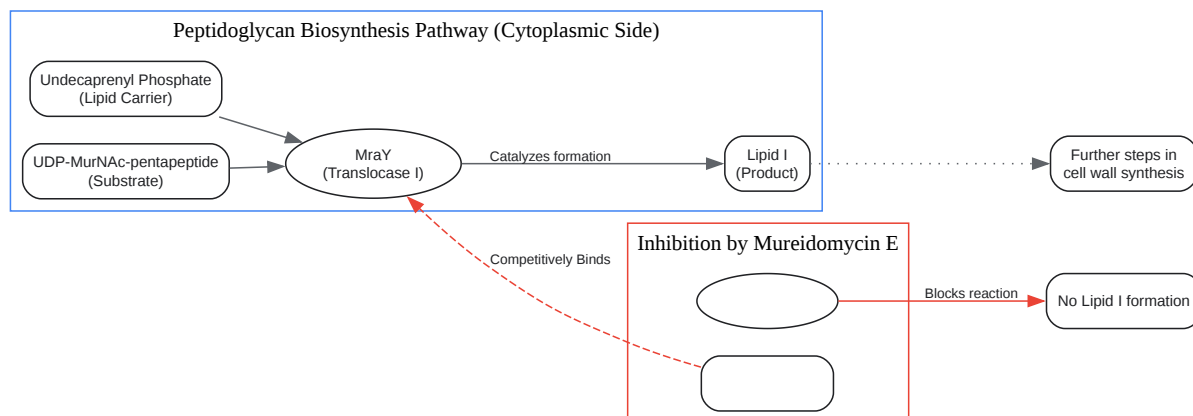 Peptidoglycan Biosynthesis Pathway (Cytoplasmic Side)
Undecaprenyl Phosphate
(Lipid Carrier)
UDP-MurNAc-pentapeptide
(Substrate)
MraY
(Translocase I)
Catalyzes formation
Lipid I
(Product)
Further steps in
cell wall synthesis
Inhibition by Mureidomycin E
Competitively Binds
Blocks reaction
No Lipid I formation